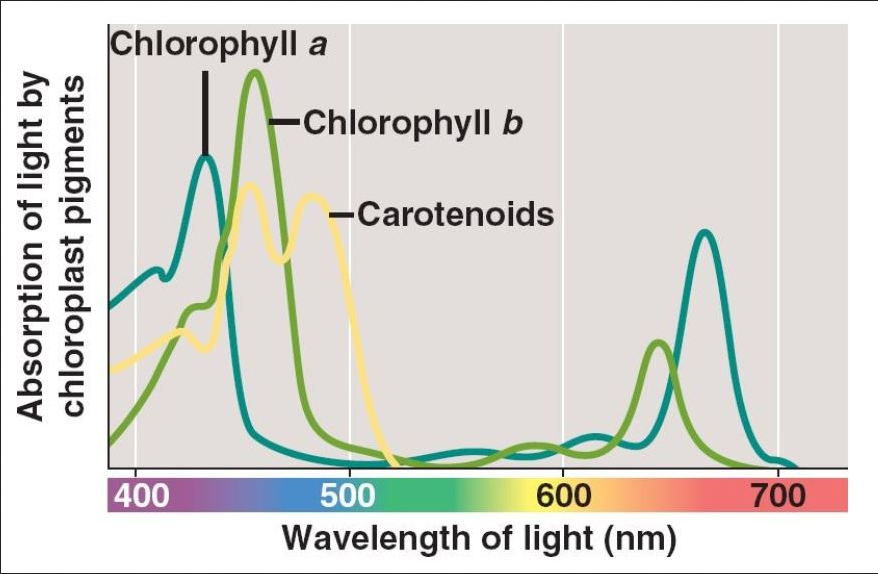 Chlorophyll a
Chlorophyll b
Carotenoids
Absorption of light by
chloroplast pigments
400 500 600 700
Wavelength of light (nm)